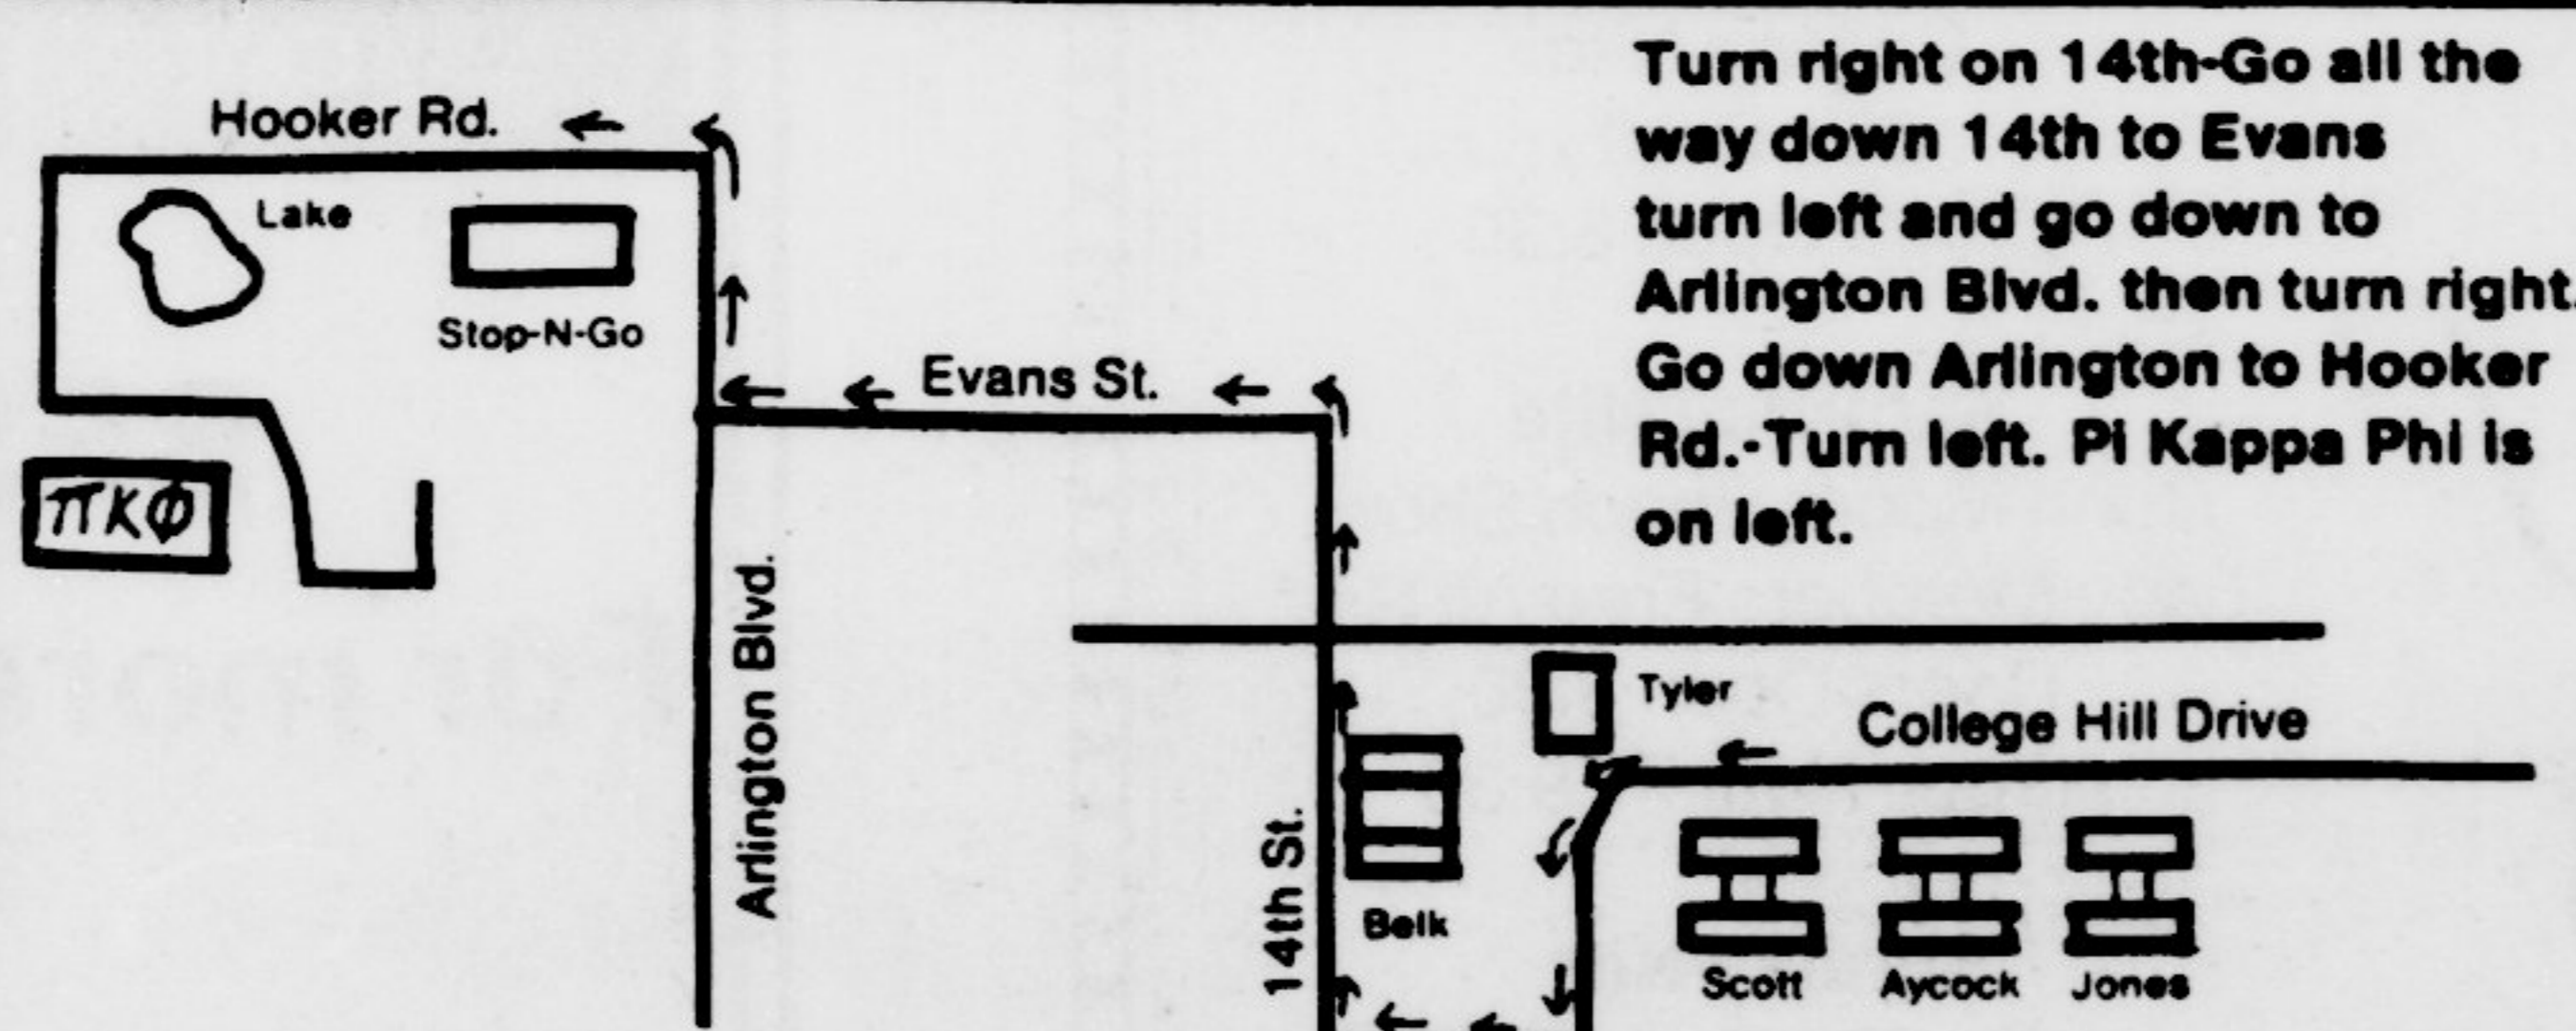 Turn right on 14th-Go all the
way down 14th to Evans
turn left and go down to
Arlington Blvd. then turn right.
Go down Arlington to Hooker
Rd.-Turn left. Pi Kappa Phi is
on left.
Hooker Rd.
Lake
Stop-N-Go
Evans St.
ΠΚΦ
Arlington Blvd.
Tyler
College Hill Drive
14th St.
Belk
Scott
Aycock
Jones